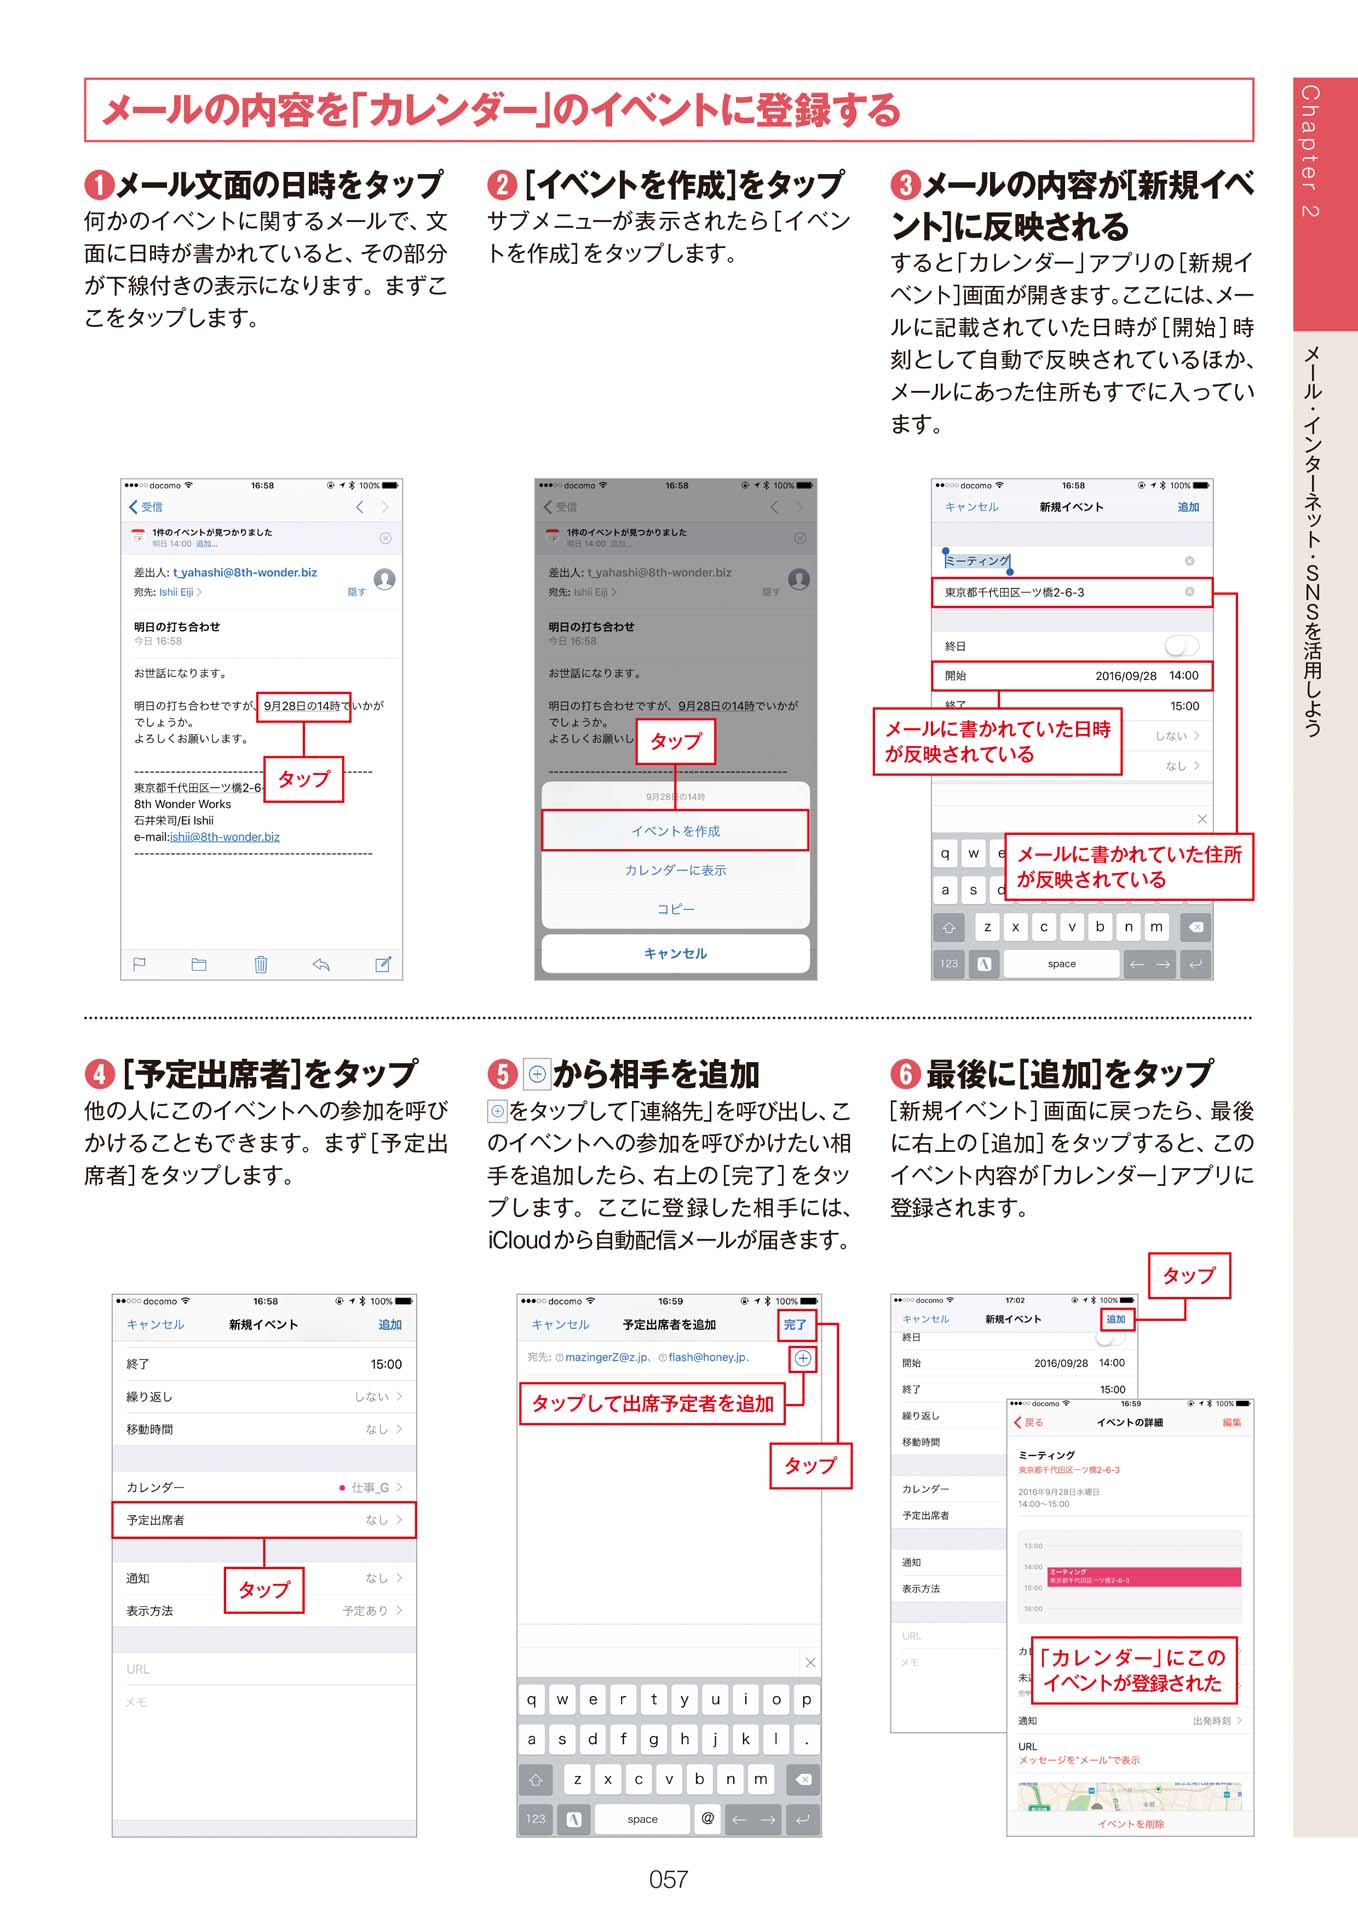 メールの内容を「カレンダー」のイベントに登録する
Chapter 2
メール・インターネット・SNSを活用しよう
❶メール文面の日時をタップ
何かのイベントに関するメールで、文
面に日時が書かれていると、その部分
が下線付きの表示になります。まずこ
こをタップします。
❷[イベントを作成]をタップ
サブメニューが表示されたら[イベン
トを作成]をタップします。
❸メールの内容が[新規イベ
ント]に反映される
すると「カレンダー」アプリの[新規イ
ベント]画面が開きます。ここには、メー
ルに記載されていた日時が[開始]時
刻として自動で反映されているほか、
メールにあった住所もすでに入ってい
ます。
docomo 16:58 100%
受信
1件のイベントが見つかりました
明日 14:00 追加...
差出人: t_yahashi@8th-wonder.biz
宛先: Ishii Eiji
隠す
明日の打ち合わせ
今日 16:58
お世話になります。
明日の打ち合わせですが、9月28日の14時でいかが
でしょうか。
よろしくお願いします。
タップ
東京都千代田区一ツ橋2-6-
8th Wonder Works
石井栄司/Ei Ishii
e-mail:ishii@8th-wonder.biz
docomo 16:58 100%
受信
1件のイベントが見つかりました
明日 14:00 追加...
差出人: t_yahashi@8th-wonder.biz
宛先: Ishii Eiji
隠す
明日の打ち合わせ
今日 16:58
お世話になります。
明日の打ち合わせですが、9月28日の14時でいかが
でしょうか。
よろしくお願いし
タップ
9月28日の14時
イベントを作成
カレンダーに表示
コピー
キャンセル
docomo 16:58 100%
キャンセル 新規イベント 追加
ミーティング
東京都千代田区一ツ橋2-6-3
終日
開始 2016/09/28 14:00
終了 15:00
メールに書かれていた日時
が反映されている
しない
なし
q w e
メールに書かれていた住所
が反映されている
a s d
z x c v b n m
123 space
❹[予定出席者]をタップ
他の人にこのイベントへの参加を呼び
かけることもできます。まず[予定出
席者]をタップします。
❺⊕から相手を追加
⊕をタップして「連絡先」を呼び出し、こ
のイベントへの参加を呼びかけたい相
手を追加したら、右上の[完了]をタッ
プします。ここに登録した相手には、
iCloudから自動配信メールが届きます。
❻最後に[追加]をタップ
[新規イベント]画面に戻ったら、最後
に右上の[追加]をタップすると、この
イベント内容が「カレンダー」アプリに
登録されます。
docomo 16:58 100%
キャンセル 新規イベント 追加
終了 15:00
繰り返し しない
移動時間 なし
カレンダー 仕事_G
予定出席者 なし
タップ
通知 なし
表示方法 予定あり
URL
メモ
docomo 16:59 100%
キャンセル 予定出席者を追加 完了
宛先: mazingerZ@z.jp、flash@honey.jp、
タップして出席予定者を追加
タップ
q w e r t y u i o p
a s d f g h j k l .
z x c v b n m
123 space @
タップ
docomo 17:02 100%
キャンセル 新規イベント 追加
終日
開始 2016/09/28 14:00
終了 15:00
繰り返し
移動時間
カレンダー
予定出席者
通知
表示方法
URL
メモ
docomo 16:59 100%
戻る イベントの詳細 編集
ミーティング
東京都千代田区一ツ橋2-6-3
2016年9月28日水曜日
14:00〜15:00
13:00
14:00
ミーティング
東京都千代田区一ツ橋2-6-3
15:00
16:00
「カレンダー」にこの
イベントが登録された
通知 出発時刻
URL
メッセージを“メール”で表示
イベントを削除
057